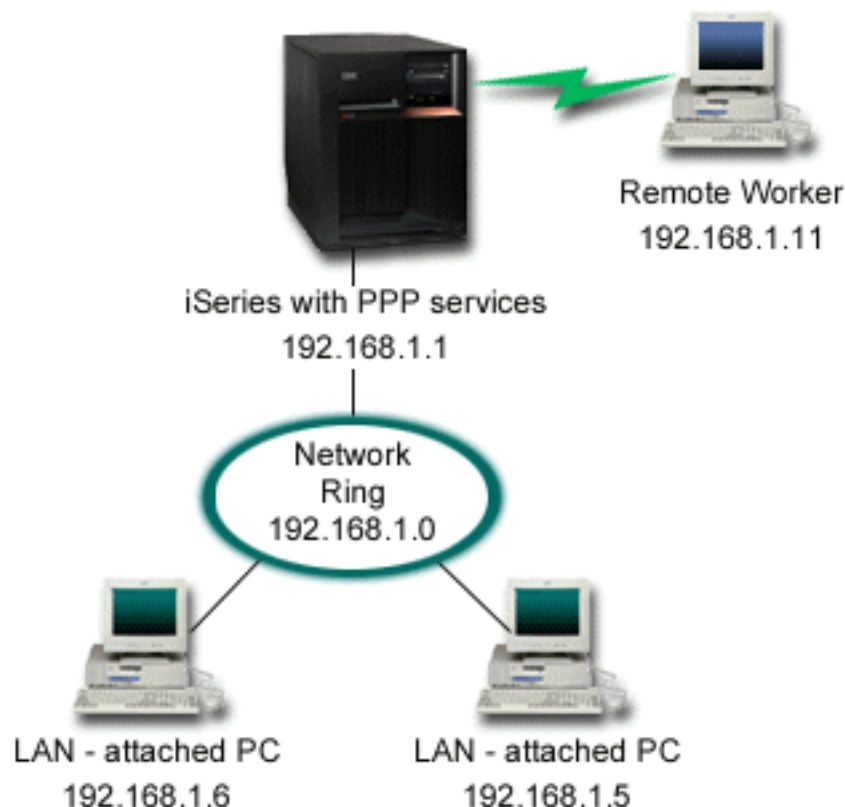 IBM
Remote Worker
192.168.1.11
iSeries with PPP services
192.168.1.1
Network
Ring
192.168.1.0
LAN - attached PC
192.168.1.6
LAN - attached PC
192.168.1.5